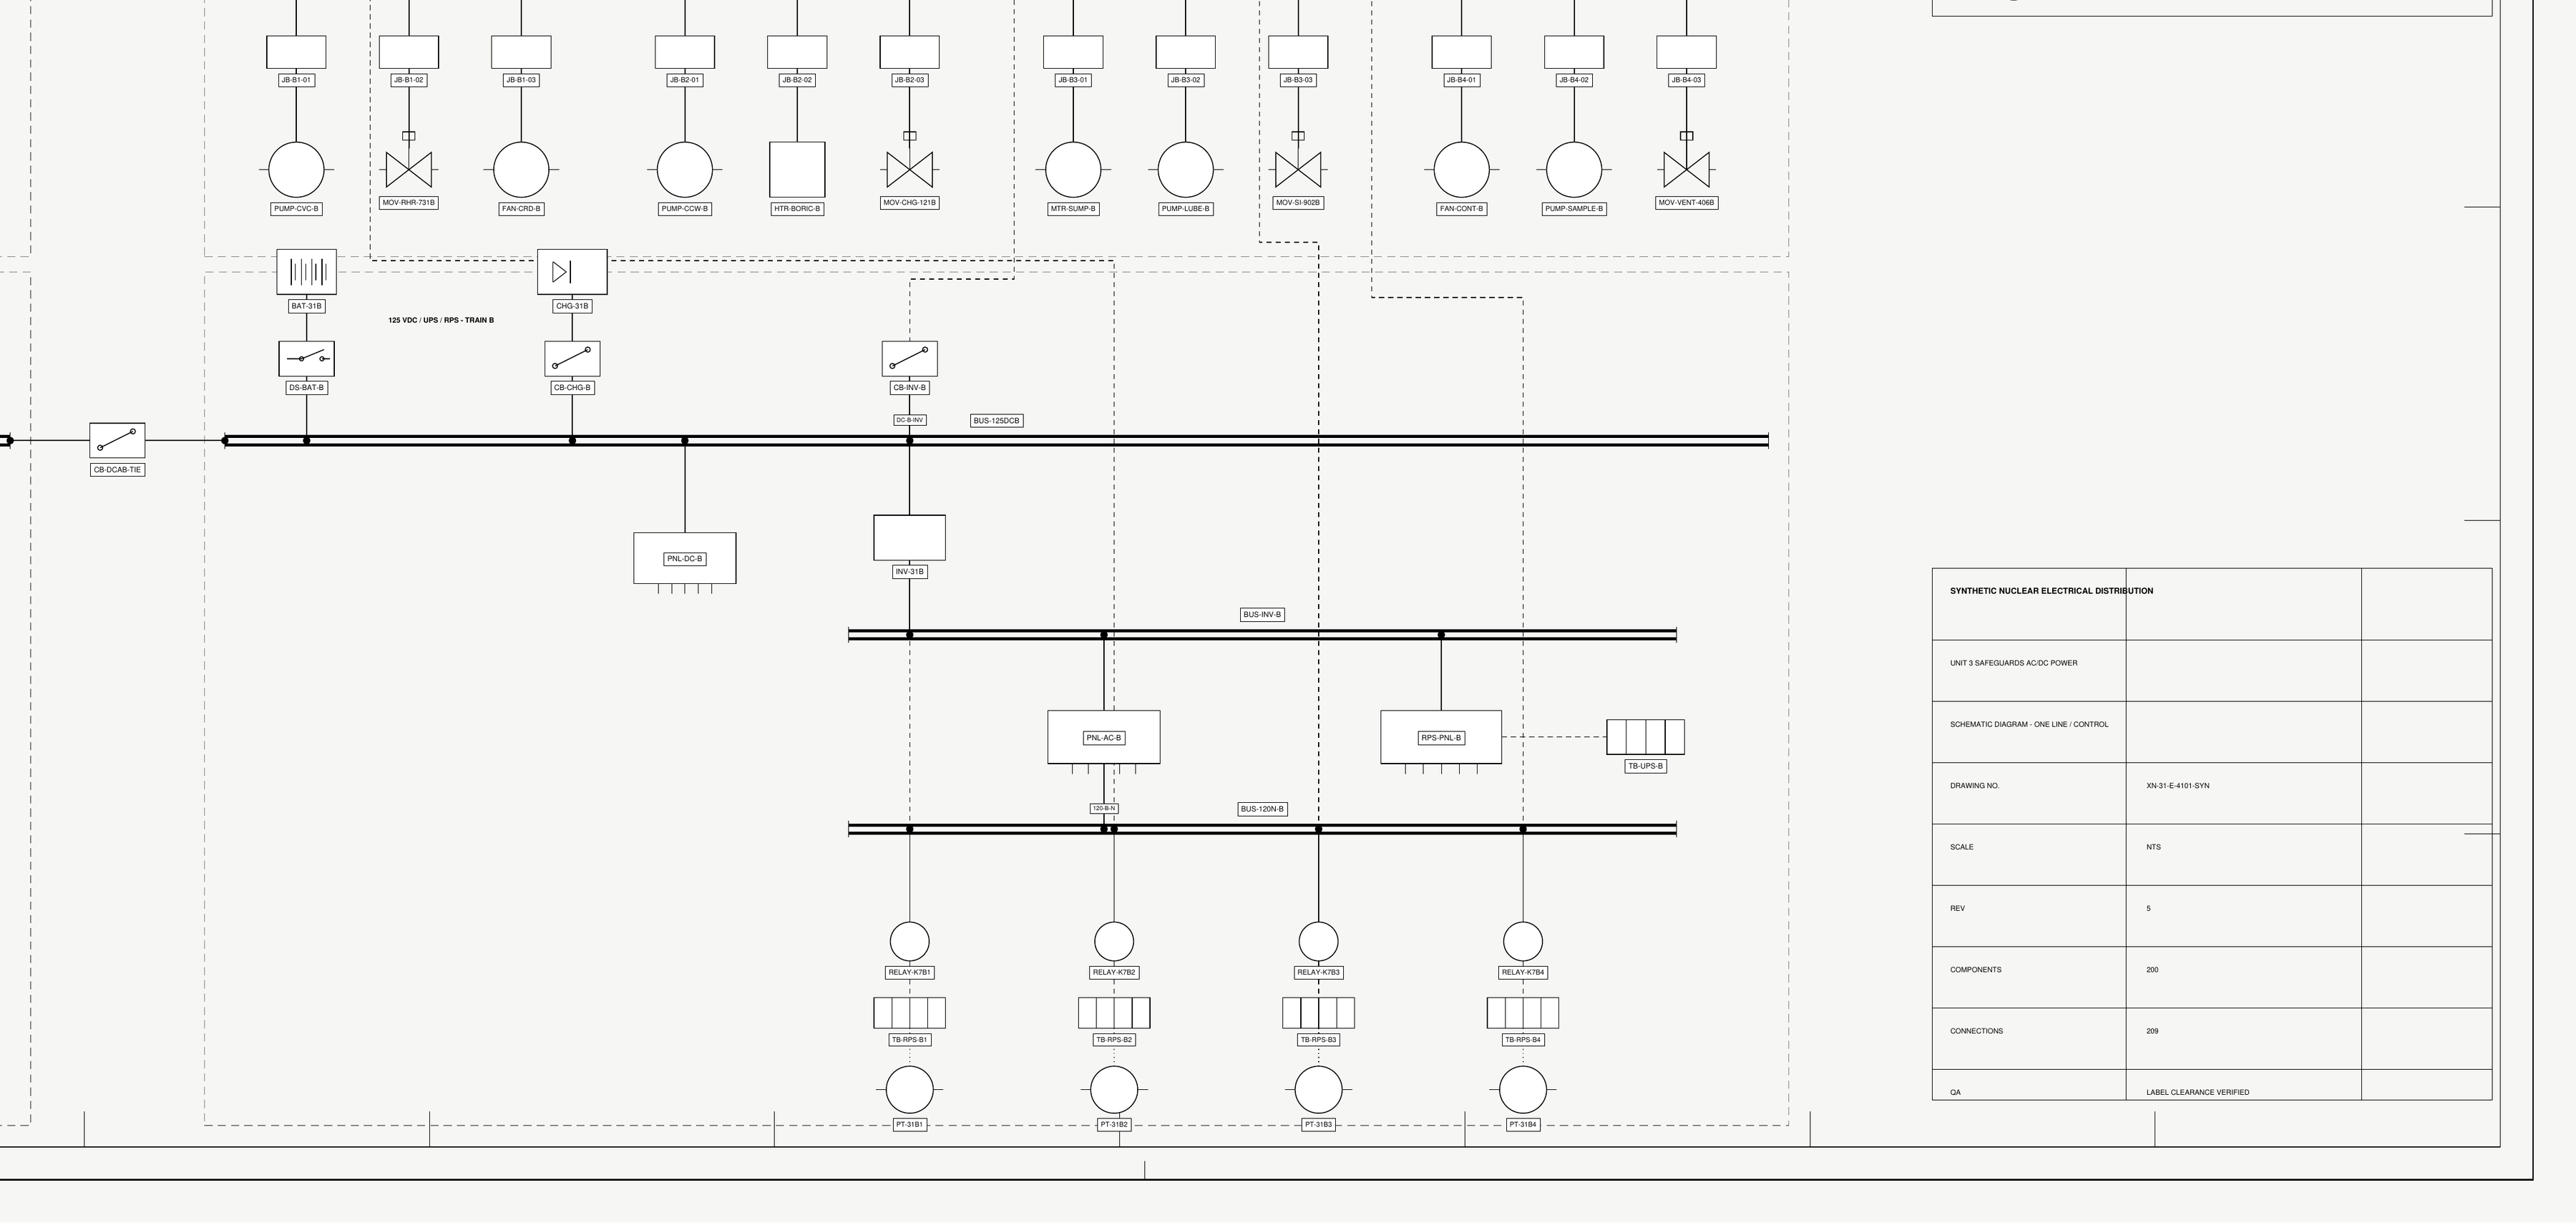 JB-B1-01
JB-B1-02
JB-B1-03
JB-B2-01
JB-B2-02
JB-B2-03
JB-B3-01
JB-B3-02
JB-B3-03
JB-B4-01
JB-B4-02
JB-B4-03
PUMP-CVC-B
MOV-RHR-731B
FAN-CRD-B
PUMP-CCW-B
HTR-BORIC-B
MOV-CHG-121B
MTR-SUMP-B
PUMP-LUBE-B
MOV-SI-902B
FAN-CONT-B
PUMP-SAMPLE-B
MOV-VENT-406B
BAT-31B
CHG-31B
125 VDC / UPS / RPS - TRAIN B
DS-BAT-B
CB-CHG-B
CB-INV-B
DC-B-INV
BUS-125DCB
CB-DCAB-TIE
PNL-DC-B
INV-31B
BUS-INV-B
PNL-AC-B
RPS-PNL-B
TB-UPS-B
120-B-N
BUS-120N-B
RELAY-K7B1
RELAY-K7B2
RELAY-K7B3
RELAY-K7B4
TB-RPS-B1
TB-RPS-B2
TB-RPS-B3
TB-RPS-B4
PT-31B1
PT-31B2
PT-31B3
PT-31B4
SYNTHETIC NUCLEAR ELECTRICAL DISTRIBUTION
UNIT 3 SAFEGUARDS AC/DC POWER
SCHEMATIC DIAGRAM - ONE LINE / CONTROL
DRAWING NO. XN-31-E-4101-SYN
SCALE NTS
REV 5
COMPONENTS 200
CONNECTIONS 209
QA LABEL CLEARANCE VERIFIED